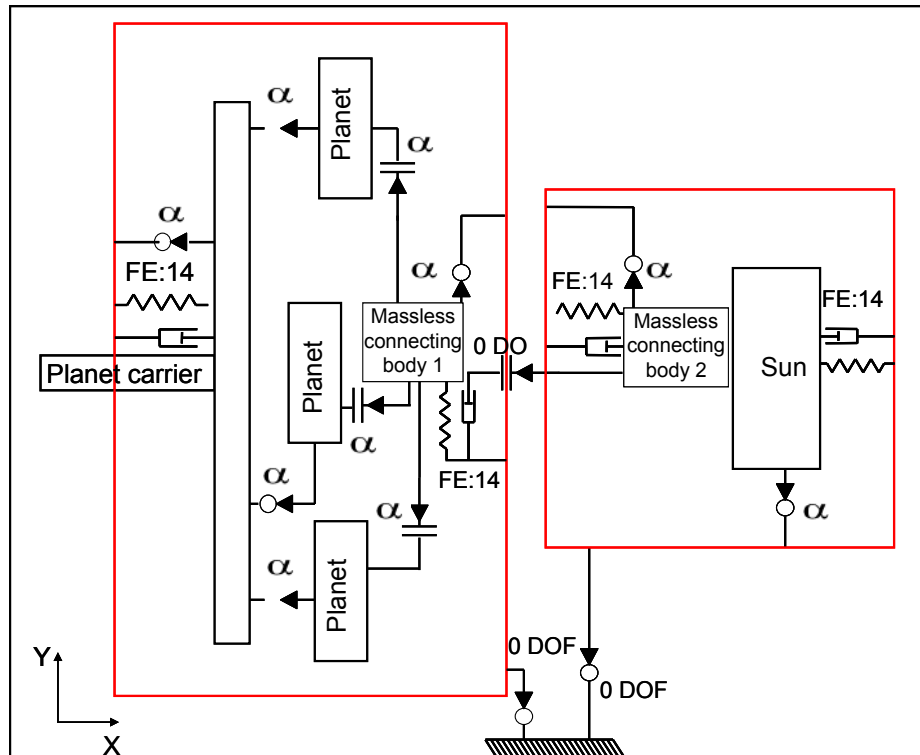 α
Planet
α
α
FE:14
Planet carrier
α
Massless
connecting
body 1
Planet
α
α
0 DO
FE:14
α
α
Planet
FE:14
α
Massless
connecting
body 2
Sun
FE:14
α
0 DOF
0 DOF
Y
X